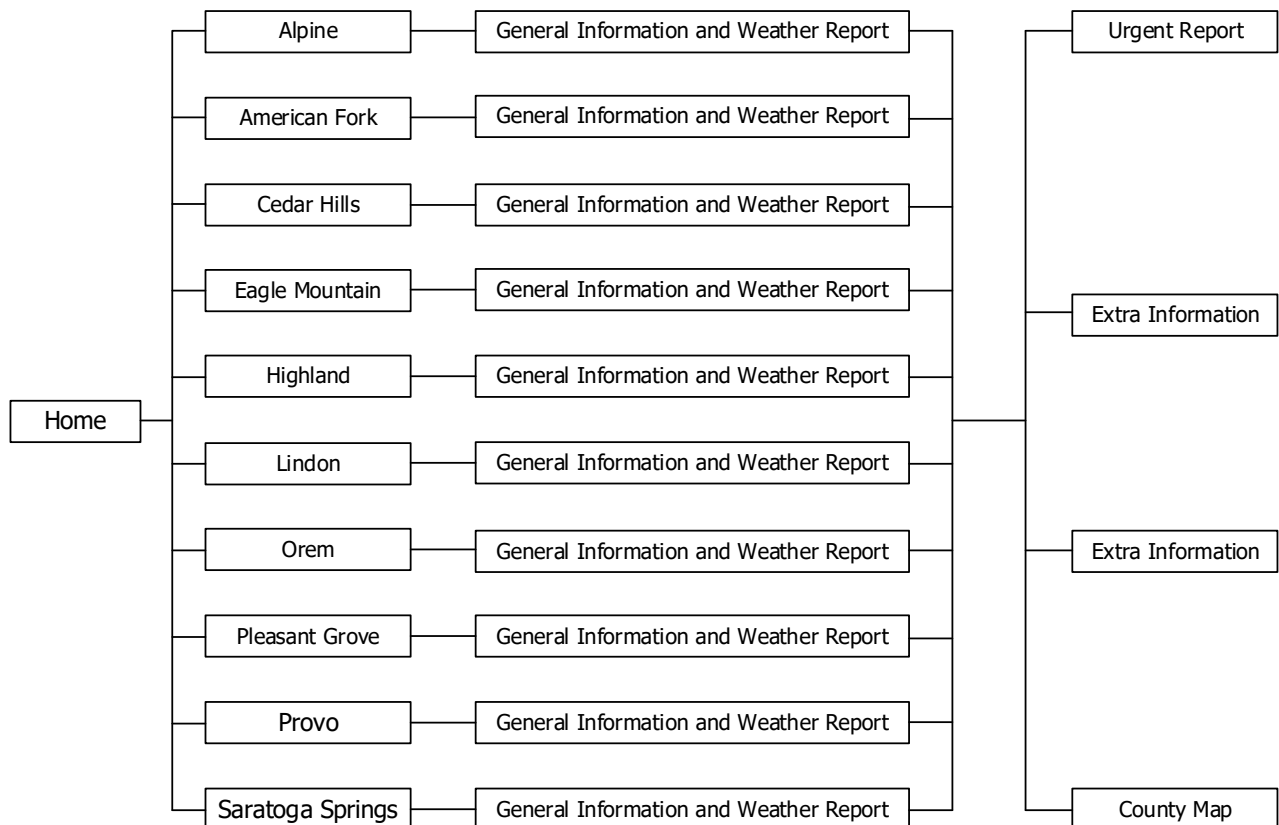 Alpine
General Information and Weather Report
Urgent Report
American Fork
General Information and Weather Report
Cedar Hills
General Information and Weather Report
Eagle Mountain
General Information and Weather Report
Extra Information
Highland
General Information and Weather Report
Home
Lindon
General Information and Weather Report
Orem
General Information and Weather Report
Extra Information
Pleasant Grove
General Information and Weather Report
Provo
General Information and Weather Report
Saratoga Springs
General Information and Weather Report
County Map